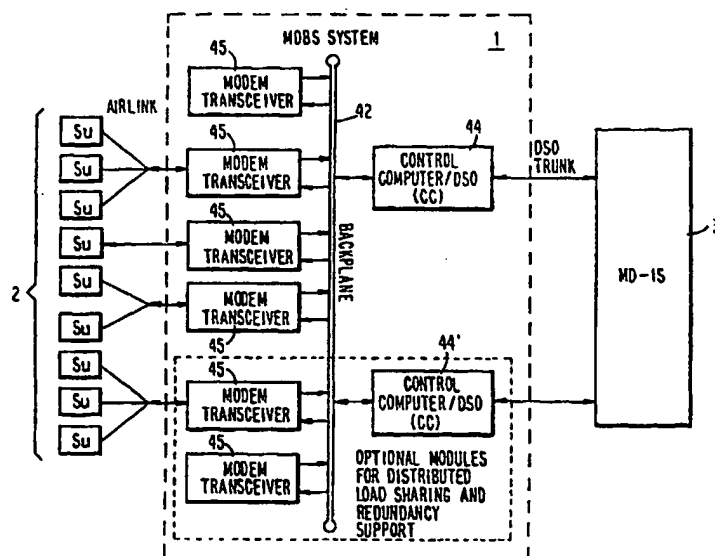 MDBS SYSTEM
1
AIRLINK
45
MODEM
TRANSCEIVER
42
Su
Su
Su
Su
Su
Su
Su
Su
Su
2
45
MODEM
TRANSCEIVER
45
MODEM
TRANSCEIVER
MODEM
TRANSCEIVER
45
45
MODEM
TRANSCEIVER
45
MODEM
TRANSCEIVER
BACKPLANE
44
CONTROL
COMPUTER/DSO
(CC)
DSO
TRUNK
MD-IS
44'
CONTROL
COMPUTER/DSO
(CC)
OPTIONAL MODULES
FOR DISTRIBUTED
LOAD SHARING AND
REDUNDANCY
SUPPORT